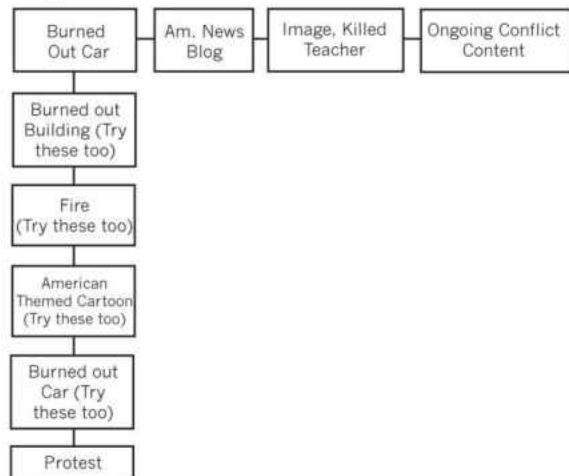 Burned
Out Car
Am. News
Blog
Image, Killed
Teacher
Ongoing Conflict
Content
Burned out
Building (Try
these too)
Fire
(Try these too)
American
Themed Cartoon
(Try these too)
Burned out
Car (Try
these too)
Protest